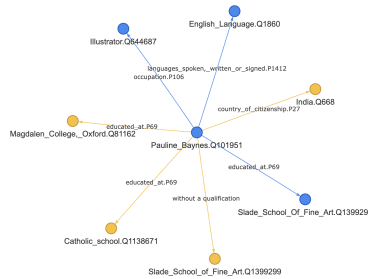 English_Language.Q1860
Illustrator.Q644687
languages_spoken,_written_or_signed.P1412
occupation.P106
India.Q668
country_of_citizenship.P27
educated_at.P69
Magdalen_College,_Oxford.Q81162
Pauline_Baynes.Q101951
educated_at.P69
educated_at.P69
without a qualification
Slade_School_Of_Fine_Art.Q139929
Catholic_school.Q1138671
Slade_School_of_Fine_Art.Q1399299